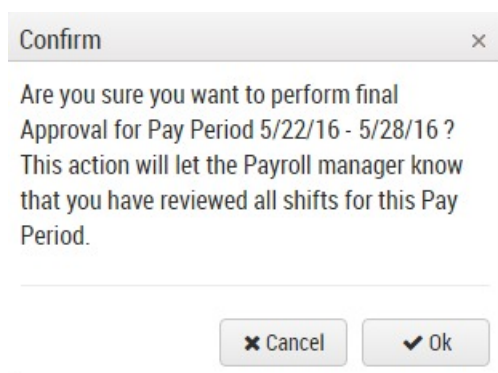 Confirm
Are you sure you want to perform final
Approval for Pay Period 5/22/16 - 5/28/16 ?
This action will let the Payroll manager know
that you have reviewed all shifts for this Pay
Period.
Cancel Ok